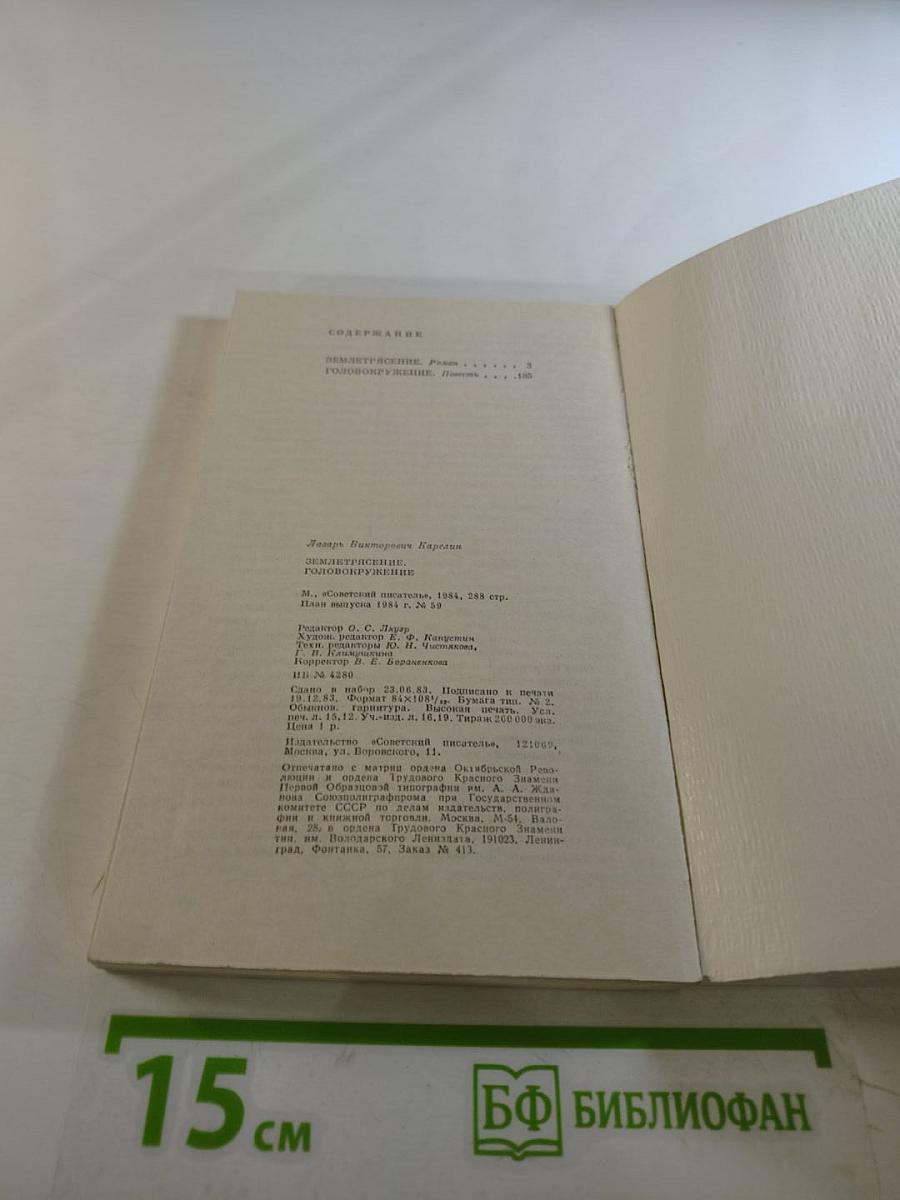 СОДЕРЖАНИЕ
ЗЕМЛЕТРЯСЕНИЕ. Роман . . . . . . 3
ГОЛОВОКРУЖЕНИЕ. Повесть . . . .185
Лазарь Викторович Карелин
ЗЕМЛЕТРЯСЕНИЕ.
ГОЛОВОКРУЖЕНИЕ
М., «Советский писатель», 1984, 288 стр.
План выпуска 1984 г. № 59
Редактор О. С. Ляуэр
Худож. редактор Е. Ф. Капустин
Техн. редакторы Ю. Н. Чистякова,
Г. В. Климушкина
Корректор В. Е. Бораненкова
ИБ № 4280
Сдано в набор 23.06.83. Подписано к печати
19.12.83. Формат 84×108¹/₃₂. Бумага тип. № 2.
Обыкнов. гарнитура. Высокая печать. Усл.
печ. л. 15,12. Уч.-изд. л. 16,19. Тираж 200 000 экз.
Цена 1 р.
Издательство «Советский писатель», 121069,
Москва, ул. Воровского, 11.
Отпечатано с матриц ордена Октябрьской Рево-
люции и ордена Трудового Красного Знамени
Первой Образцовой типографии им. А. А. Жда-
нова Союзполиграфпрома при Государственном
комитете СССР по делам издательств, полигра-
фии и книжной торговли. Москва, М-54, Вало-
вая, 28, в ордена Трудового Красного Знамени
тип. им. Володарского Лениздата, 191023, Ленин-
град, Фонтанка, 57. Заказ № 413.
15 см
БФ БИБЛИОФАН